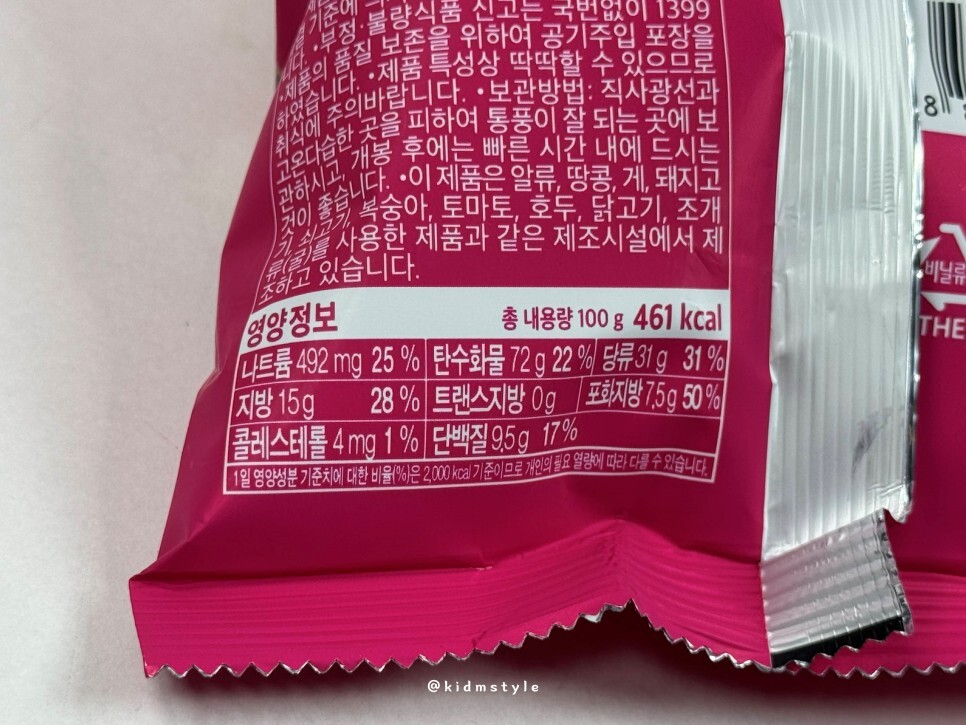 기준에
다. •부정·불량식품 신고는 국번없이 1399
•제품의 품질 보존을 위하여 공기주입 포장을
하였습니다. •제품 특성상 딱딱할 수 있으므로
취식에 주의바랍니다. •보관방법: 직사광선과
고온다습한 곳을 피하여 통풍이 잘 되는 곳에 보
관하시고, 개봉 후에는 빠른 시간 내에 드시는
것이 좋습니다. •이 제품은 알류, 땅콩, 게, 돼지고
기, 쇠고기, 복숭아, 토마토, 호두, 닭고기, 조개
류(굴)를 사용한 제품과 같은 제조시설에서 제
조하고 있습니다.
영양정보 총 내용량 100 g 461 kcal
나트륨 492 mg 25 % 탄수화물 72 g 22 % 당류 31 g 31 %
지방 15 g 28 % 트랜스지방 0 g 포화지방 7.5 g 50 %
콜레스테롤 4 mg 1 % 단백질 9.5 g 17 %
1일 영양성분 기준치에 대한 비율(%)은 2,000 kcal 기준이므로 개인의 필요 열량에 따라 다를 수 있습니다.
8
비닐류
THE
@kidmstyle